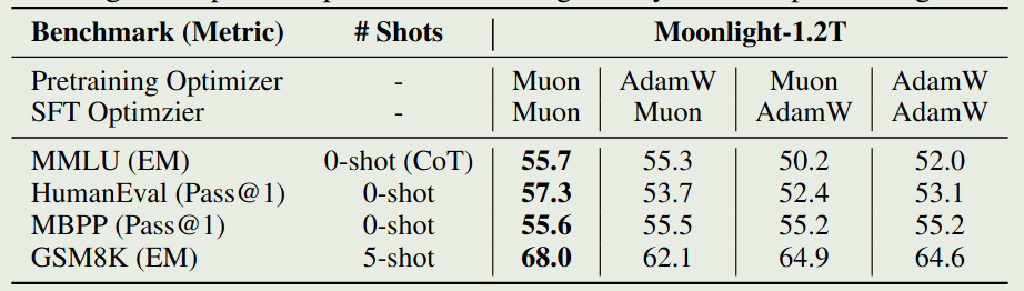 Benchmark (Metric) # Shots Moonlight-1.2T
Pretraining Optimizer - Muon AdamW Muon AdamW
SFT Optimzier - Muon Muon AdamW AdamW
MMLU (EM) 0-shot (CoT) 55.7 55.3 50.2 52.0
HumanEval (Pass@1) 0-shot 57.3 53.7 52.4 53.1
MBPP (Pass@1) 0-shot 55.6 55.5 55.2 55.2
GSM8K (EM) 5-shot 68.0 62.1 64.9 64.6